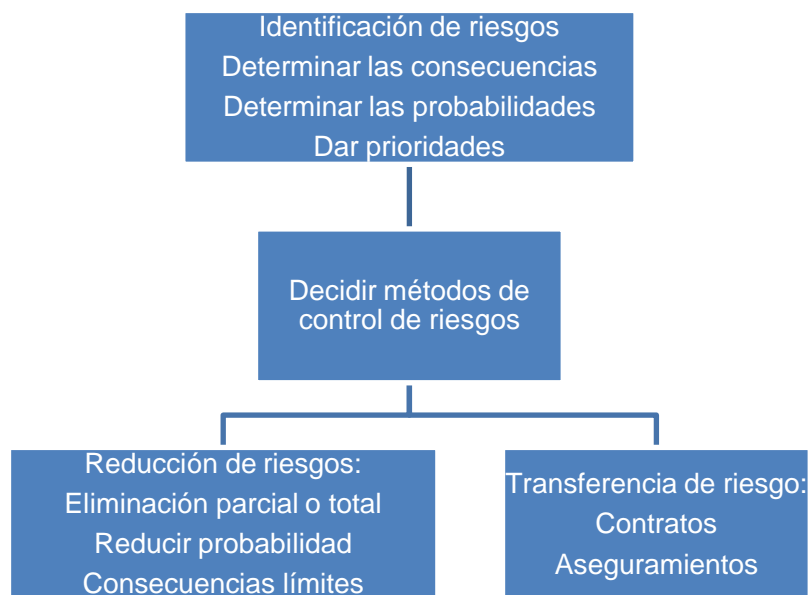 Identificación de riesgos
Determinar las consecuencias
Determinar las probabilidades
Dar prioridades
Decidir métodos de
control de riesgos
Reducción de riesgos:
Eliminación parcial o total
Reducir probabilidad
Consecuencias límites
Transferencia de riesgo:
Contratos
Aseguramientos